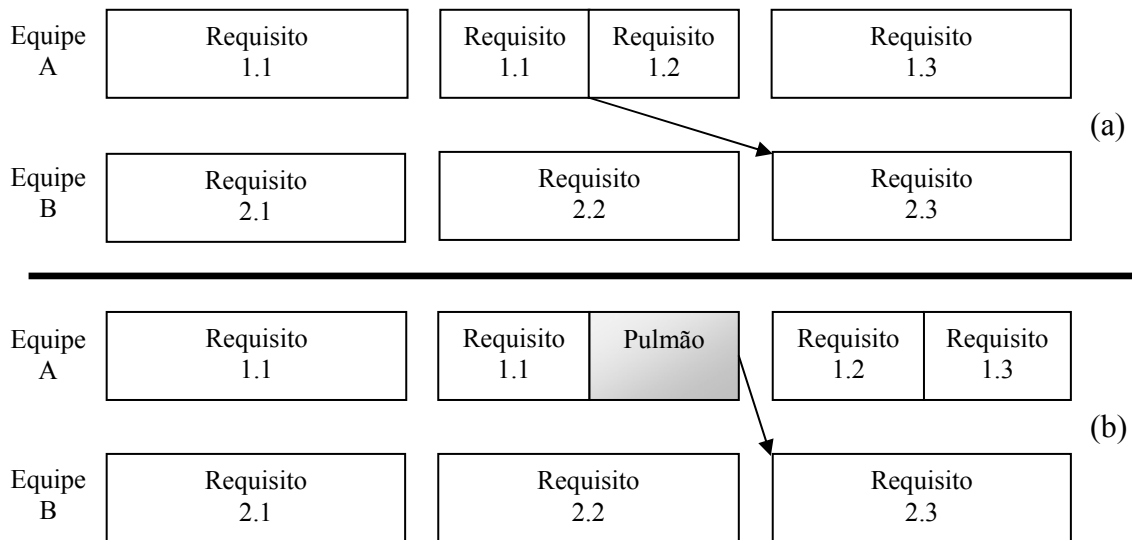 Equipe
A
Requisito
1.1
Requisito
1.1
Requisito
1.2
Requisito
1.3
(a)
Equipe
B
Requisito
2.1
Requisito
2.2
Requisito
2.3
Equipe
A
Requisito
1.1
Requisito
1.1
Pulmão
Requisito
1.2
Requisito
1.3
(b)
Equipe
B
Requisito
2.1
Requisito
2.2
Requisito
2.3